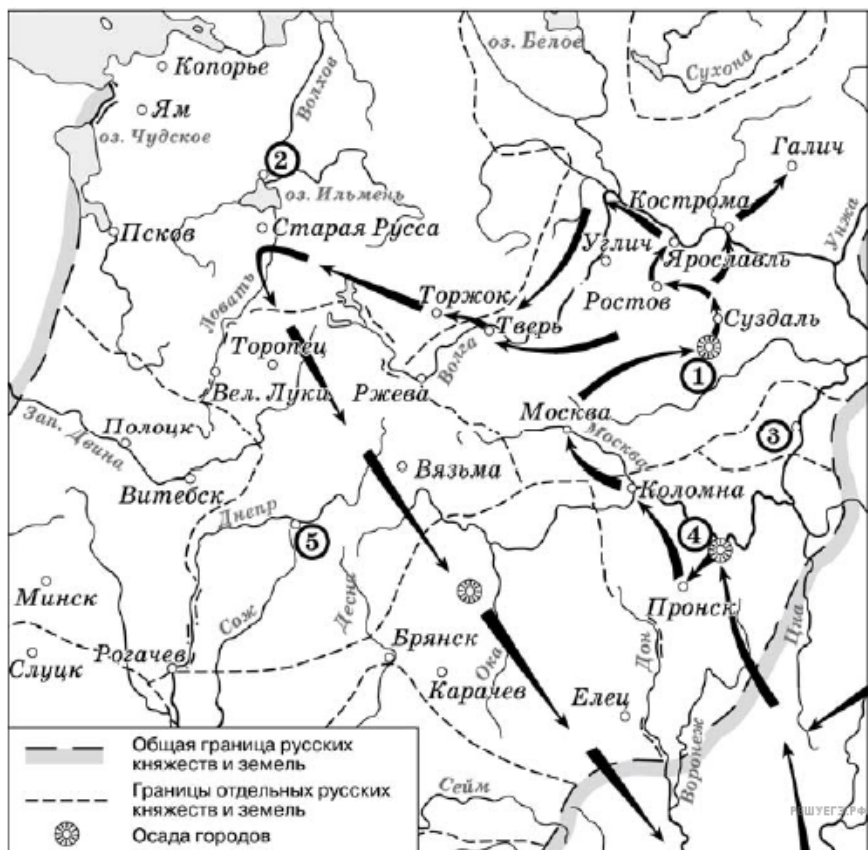 оз. Белое
Сухона
Копорье
Волхов
Ям
оз. Чудское
Галич
2
оз. Ильмень
Кострома
Унжа
Псков
Старая Русса
Углич
Ярославль
Ловать
Торжок
Ростов
Тверь
Суздаль
Торопец
Волга
Вел. Луки
Ржева
1
Москва
Москва
3
Зап. Двина
Полоцк
Вязьма
Витебск
Коломна
Днепр
4
5
Минск
Пронск
Цна
Сож
Десна
Дон
Слуцк
Рогачев
Брянск
Ока
Карачев
Елец
Воронеж
Сейм
Общая граница русских
княжеств и земель
Границы отдельных русских
княжеств и земель
Осада городов
РЕШУЕГЭ.РФ